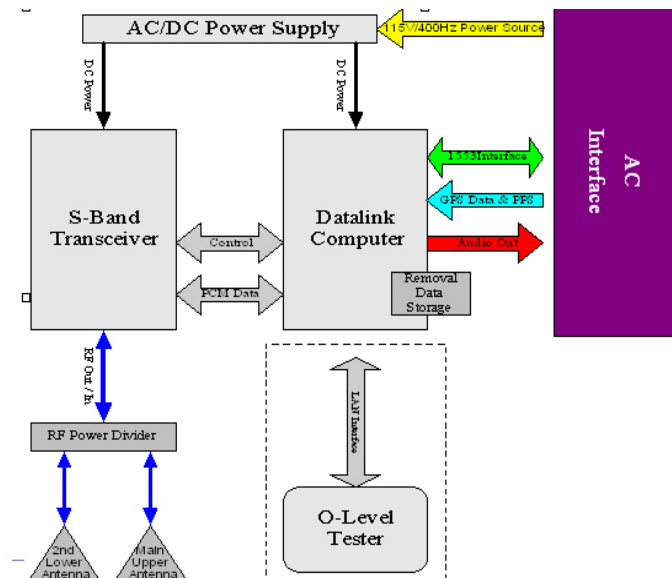 AC/DC Power Supply
115V/400Hz Power Source
DC Power
DC Power
AC
Interface
S-Band
Transceiver
Datalink
Computer
1553Interface
GPS Data & PPS
Audio Out
Control
PCM Data
Removal
Data
Storage
RF Out / In
LAN Interface
RF Power Divider
O-Level
Tester
2nd
Lower
Antenna
Main
Upper
Antenna